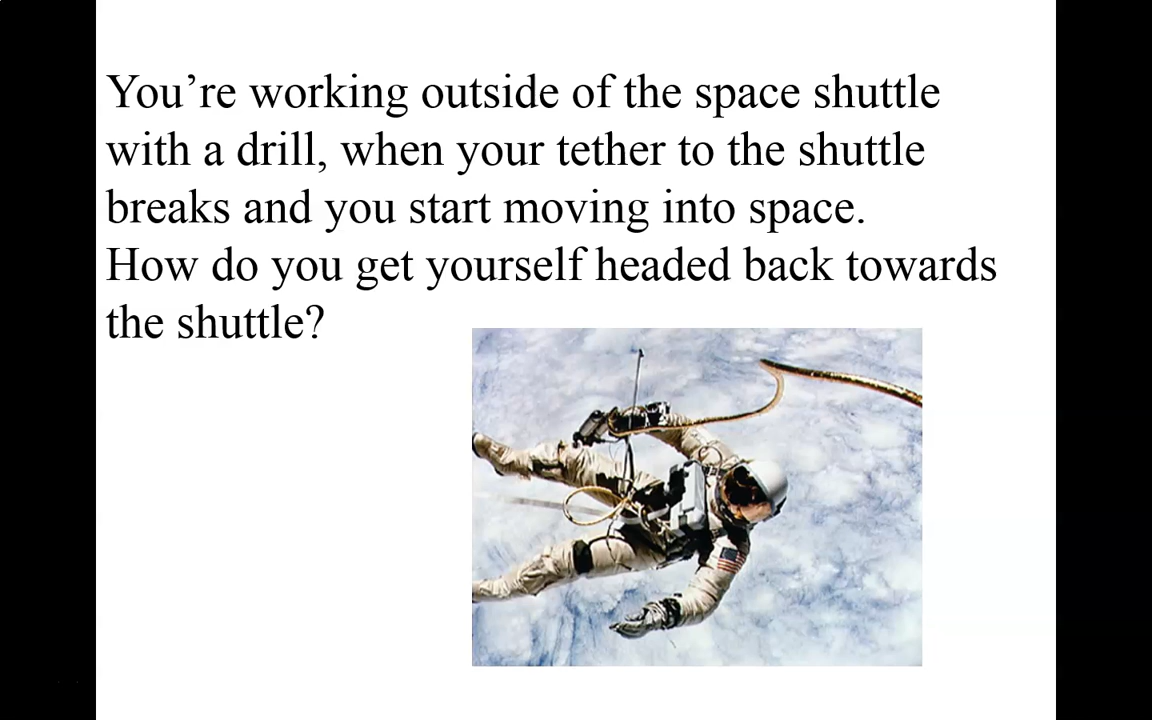 You’re working outside of the space shuttle
with a drill, when your tether to the shuttle
breaks and you start moving into space.
How do you get yourself headed back towards
the shuttle?